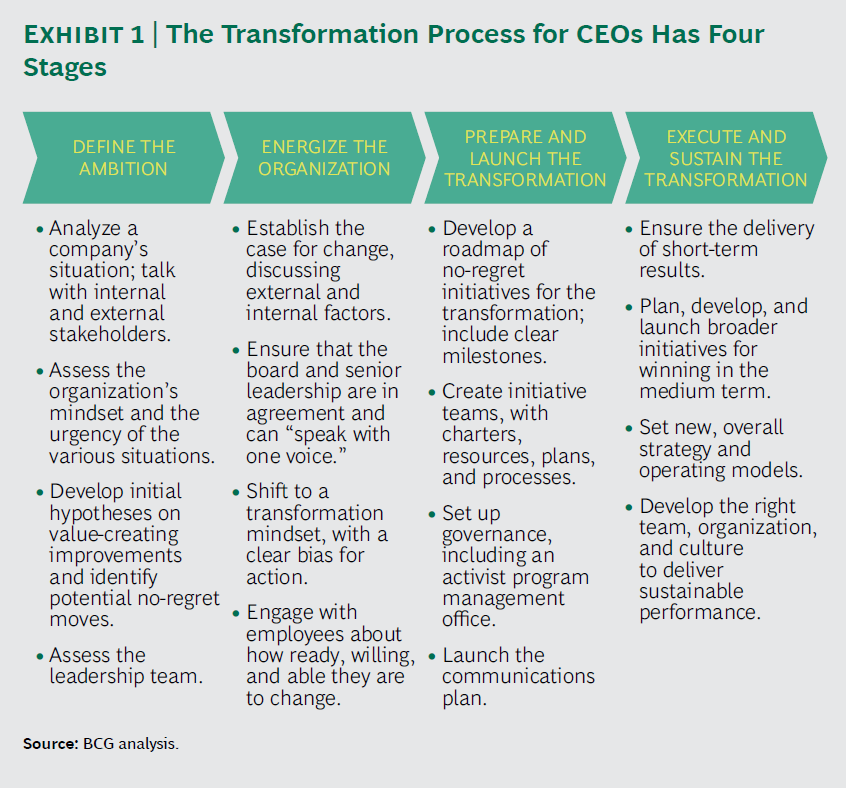 EXHIBIT 1 | The Transformation Process for CEOs Has Four
Stages
DEFINE THE
AMBITION
ENERGIZE THE
ORGANIZATION
PREPARE AND
LAUNCH THE
TRANSFORMATION
EXECUTE AND
SUSTAIN THE
TRANSFORMATION
• Analyze a
company’s
situation; talk
with internal
and external
stakeholders.
• Assess the
organization’s
mindset and the
urgency of the
various situations.
• Develop initial
hypotheses on
value-creating
improvements
and identify
potential no-regret
moves.
• Assess the
leadership team.
• Establish the
case for change,
discussing
external and
internal factors.
• Ensure that the
board and senior
leadership are in
agreement and
can “speak with
one voice.”
• Shift to a
transformation
mindset, with a
clear bias for
action.
• Engage with
employees about
how ready, willing,
and able they are
to change.
• Develop a
roadmap of
no-regret
initiatives for the
transformation;
include clear
milestones.
• Create initiative
teams, with
charters,
resources, plans,
and processes.
• Set up
governance,
including an
activist program
management
office.
• Launch the
communications
plan.
• Ensure the delivery
of short-term
results.
• Plan, develop, and
launch broader
initiatives for
winning in the
medium term.
• Set new, overall
strategy and
operating models.
• Develop the right
team, organization,
and culture
to deliver
sustainable
performance.
Source: BCG analysis.